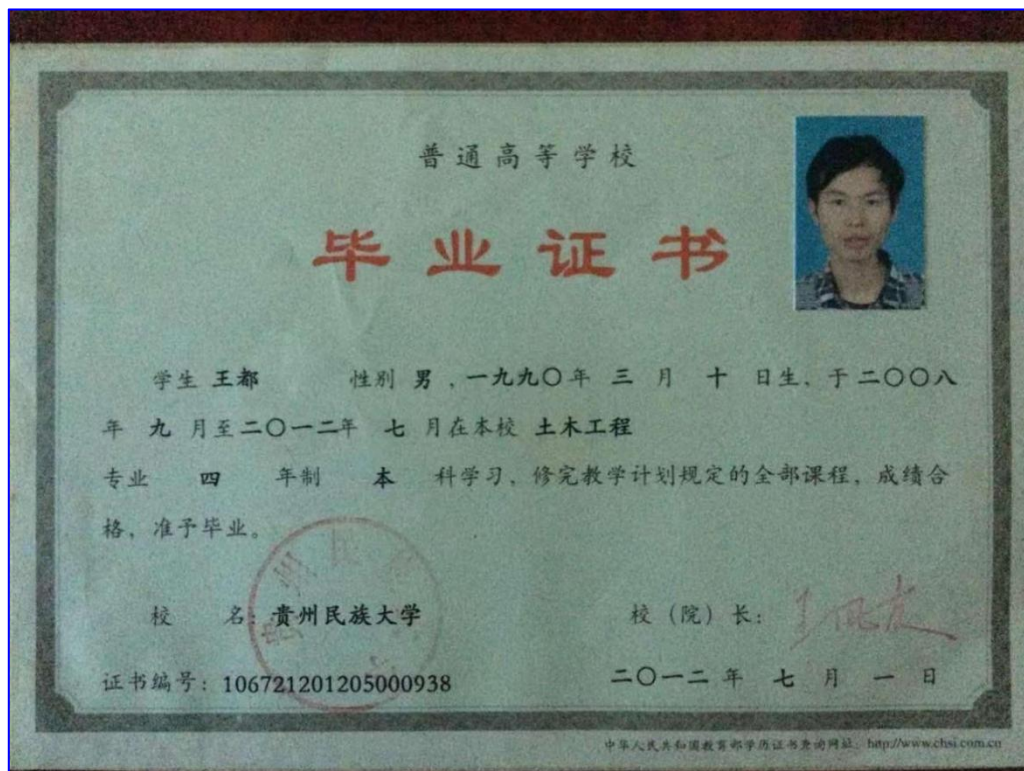 普通高等学校
毕业证书
学生 王都 性别 男 ,一九九〇年 三 月 十 日生、于二〇〇八
年 九 月至二〇一二年 七 月在本校 土木工程
专业 四 年制 本 科学习、修完教学计划规定的全部课程，成绩合
格、准予毕业。
校 名: 贵州民族大学
校（院）长:
证书编号: 106721201205000938
二〇一二年 七 月 一 日
中华人民共和国教育部学历证书查询网址: http://www.chsi.com.cn